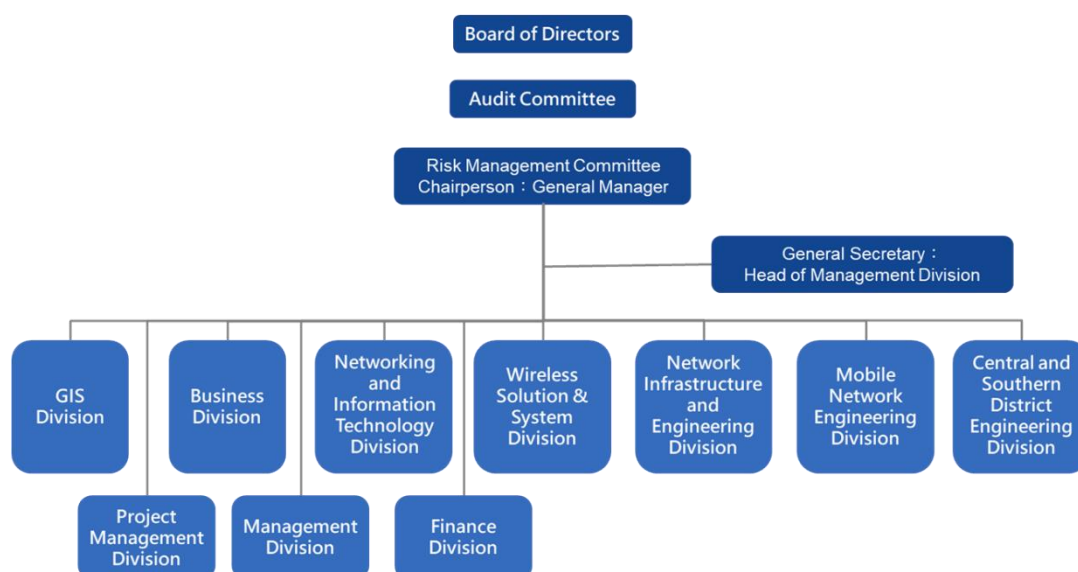 Board of Directors
Audit Committee
Risk Management Committee
Chairperson：General Manager
General Secretary：
Head of Management Division
GIS
Division
Business
Division
Networking
and
Information
Technology
Division
Wireless
Solution &
System
Division
Network
Infrastructure
and
Engineering
Division
Mobile
Network
Engineering
Division
Central and
Southern
District
Engineering
Division
Project
Management
Division
Management
Division
Finance
Division